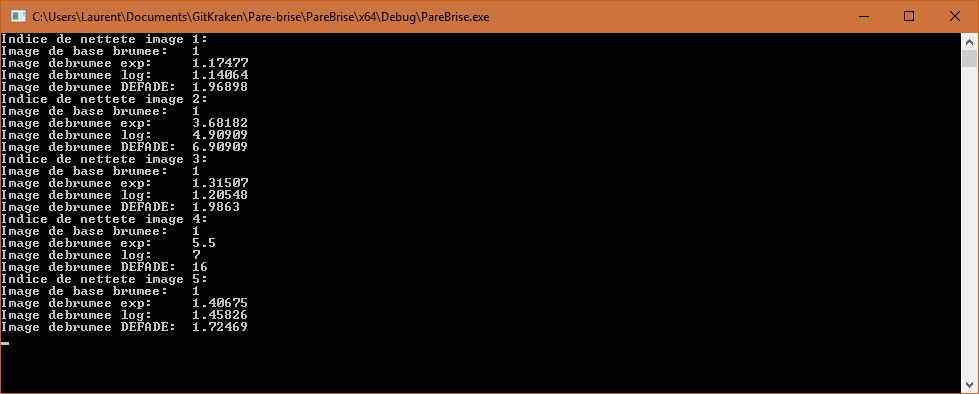 C:\Users\Laurent\Documents\GitKraken\Pare-brise\PareBrise\x64\Debug\PareBrise.exe
Indice de nettete image 1:
Image de base brumee:   1
Image debrumee exp:     1.17477
Image debrumee log:     1.14064
Image debrumee DEFADE:  1.96898
Indice de nettete image 2:
Image de base brumee:   1
Image debrumee exp:     3.68182
Image debrumee log:     4.90909
Image debrumee DEFADE:  6.90909
Indice de nettete image 3:
Image de base brumee:   1
Image debrumee exp:     1.31507
Image debrumee log:     1.20548
Image debrumee DEFADE:  1.9863
Indice de nettete image 4:
Image de base brumee:   1
Image debrumee exp:     5.5
Image debrumee log:     7
Image debrumee DEFADE:  16
Indice de nettete image 5:
Image de base brumee:   1
Image debrumee exp:     1.40675
Image debrumee log:     1.45826
Image debrumee DEFADE:  1.72469